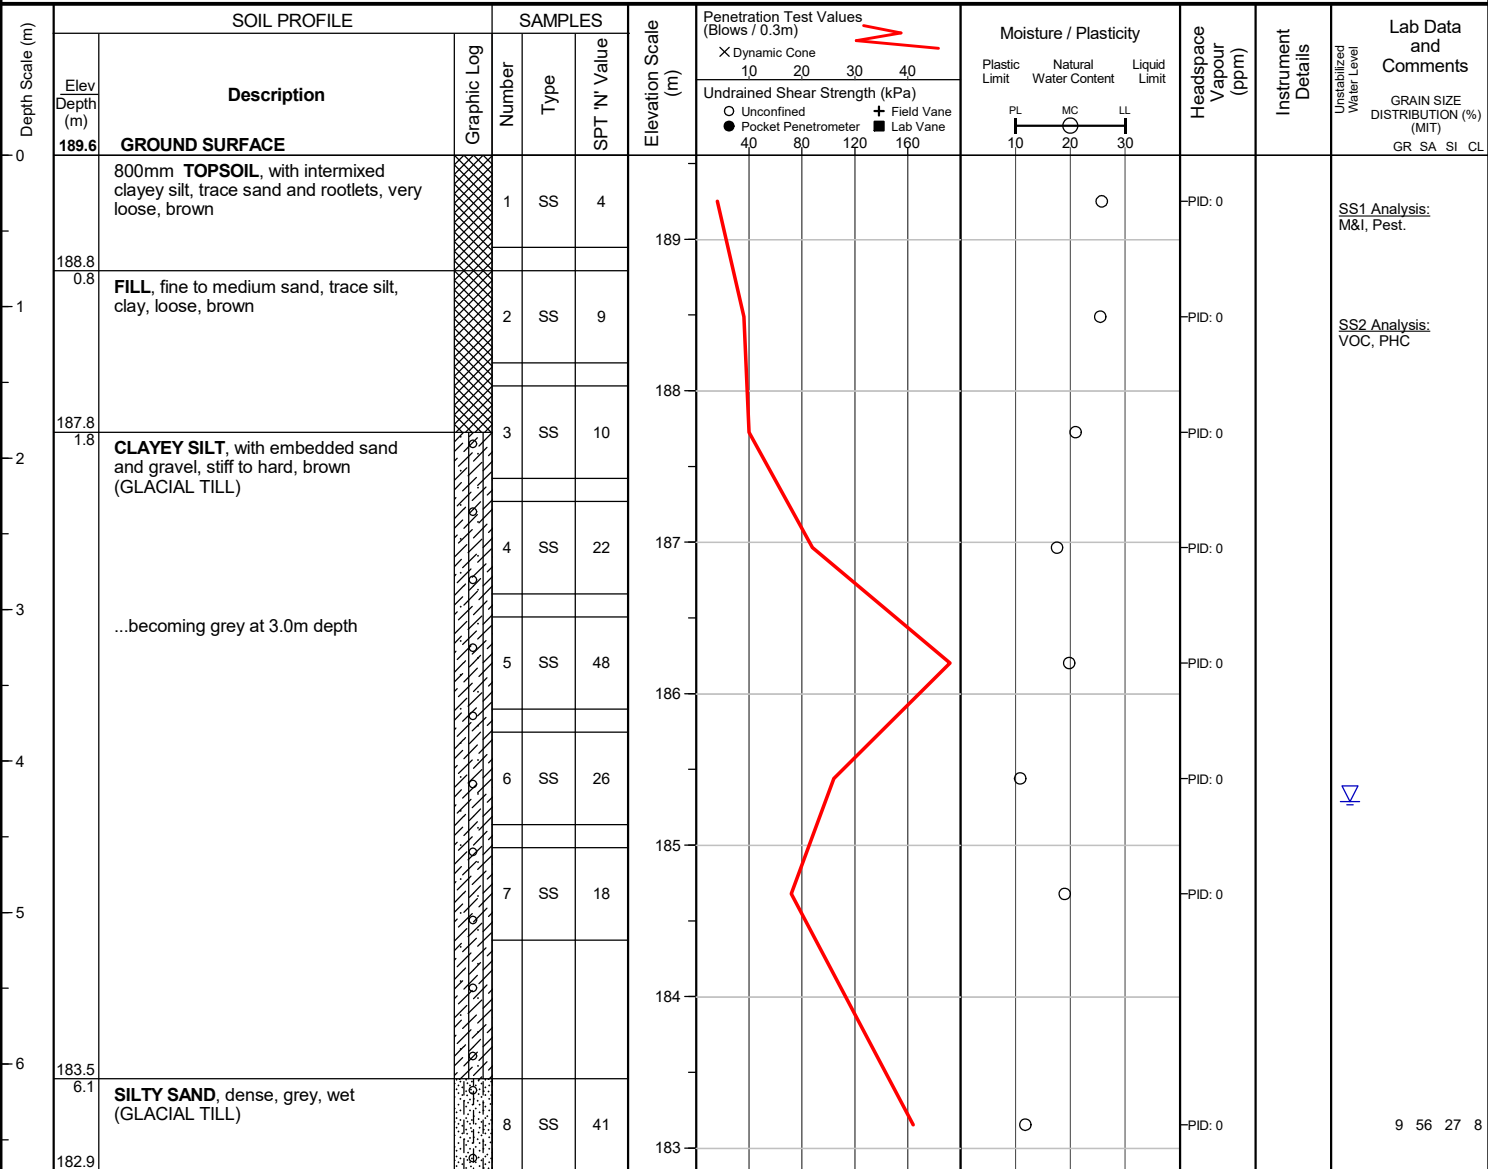 SOIL PROFILE
SAMPLES
Depth Scale (m)
Elev
Depth
(m)
189.6
Description
GROUND SURFACE
Graphic Log
Number
Type
SPT 'N' Value
Elevation Scale
(m)
Penetration Test Values
(Blows / 0.3m)
X Dynamic Cone
10 20 30 40
Undrained Shear Strength (kPa)
Unconfined + Field Vane
Pocket Penetrometer Lab Vane
40 80 120 160
Moisture / Plasticity
Plastic Limit
Natural Water Content
Liquid Limit
PL MC LL
10 20 30
Headspace
Vapour
(ppm)
Instrument
Details
Unstabilized
Water Level
Lab Data
and
Comments
GRAIN SIZE
DISTRIBUTION (%)
(MIT)
GR SA SI CL
0
800mm TOPSOIL, with intermixed
clayey silt, trace sand and rootlets, very
loose, brown
1 SS 4
PID: 0
SS1 Analysis:
M&I, Pest.
189
188.8
0.8
FILL, fine to medium sand, trace silt,
clay, loose, brown
1
2 SS 9
PID: 0
SS2 Analysis:
VOC, PHC
188
187.8
1.8
3 SS 10
PID: 0
CLAYEY SILT, with embedded sand
and gravel, stiff to hard, brown
(GLACIAL TILL)
2
4 SS 22
187
PID: 0
3
...becoming grey at 3.0m depth
5 SS 48
PID: 0
186
4
6 SS 26
PID: 0
185
7 SS 18
PID: 0
5
184
6
183.5
6.1
SILTY SAND, dense, grey, wet
(GLACIAL TILL)
8 SS 41
PID: 0
9 56 27 8
183
182.9